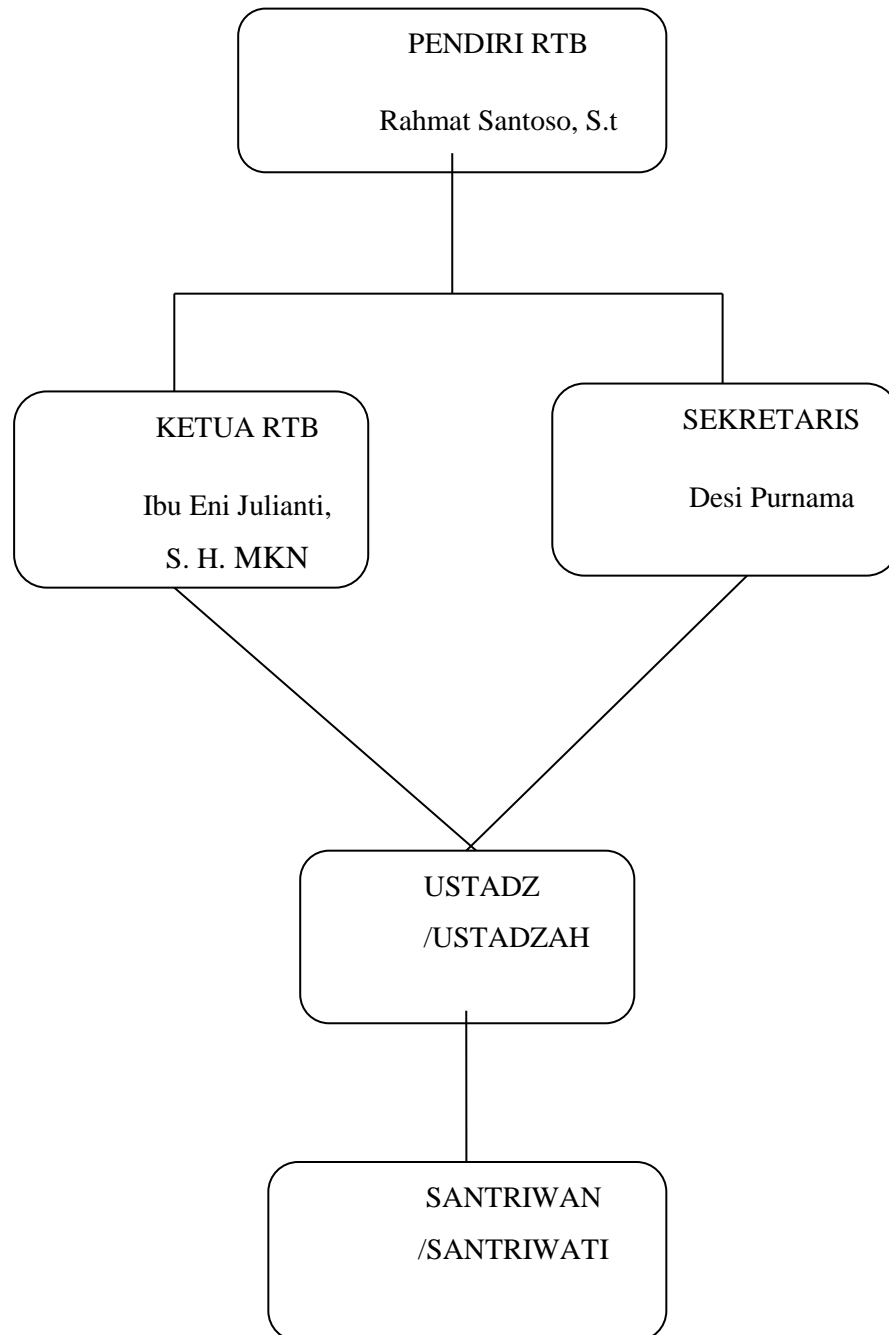 PENDIRI RTB
Rahmat Santoso, S.t
KETUA RTB
Ibu Eni Julianti,
S. H. MKN
SEKRETARIS
Desi Purnama
USTADZ
/USTADZAH
SANTRIWAN
/SANTRIWATI